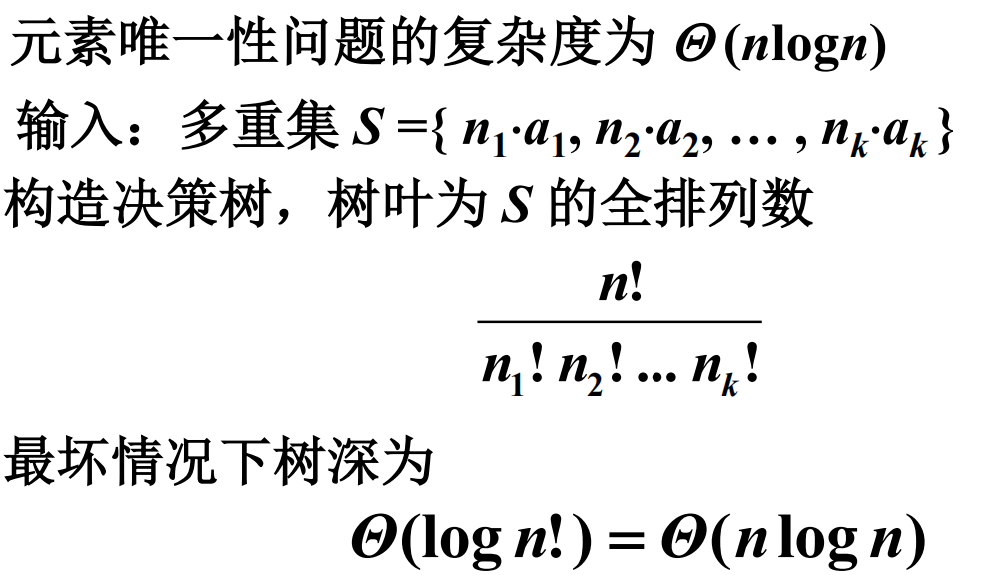 元素唯一性问题的复杂度为 Θ(nlogn)
输入：多重集 S ={ n₁·a₁, n₂·a₂, … , nₖ·aₖ }
构造决策树，树叶为 S 的全排列数
n!
n₁! n₂! ... nₖ!
最坏情况下树深为
Θ(log n!) = Θ(n log n)